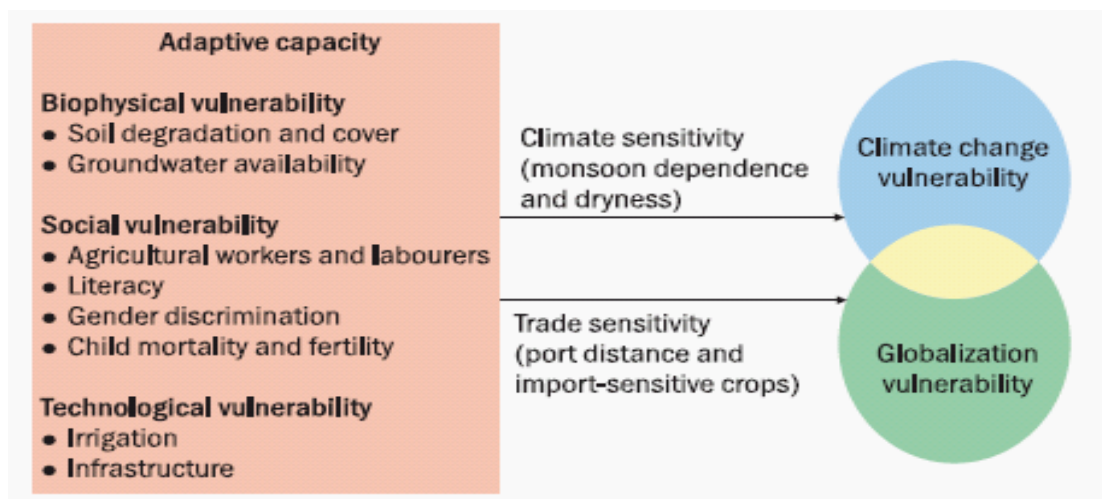 Adaptive capacity
Biophysical vulnerability
• Soil degradation and cover
• Groundwater availability
Social vulnerability
• Agricultural workers and labourers
• Literacy
• Gender discrimination
• Child mortality and fertility
Technological vulnerability
• Irrigation
• Infrastructure
Climate sensitivity
(monsoon dependence
and dryness)
Trade sensitivity
(port distance and
import-sensitive crops)
Climate change
vulnerability
Globalization
vulnerability